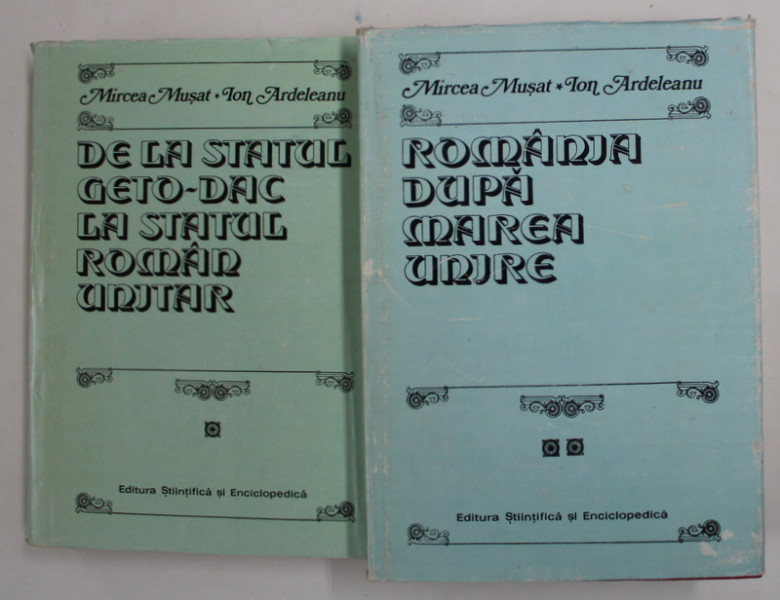 Mircea Mușat * Ion Ardeleanu
DE LA STATUL
GETO-DAC
LA STATUL
ROMÂN
UNITAR
Editura Științifică și Enciclopedică
Mircea Mușat * Ion Ardeleanu
ROMÂNIA
DUPĂ
MAREA
UNIRE
Editura Științifică și Enciclopedică